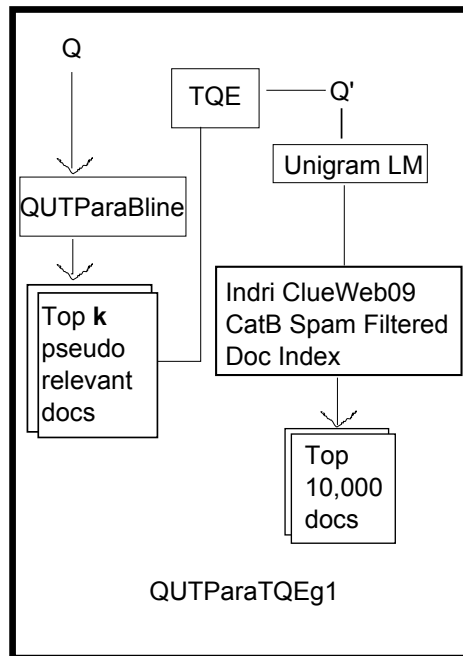 Q
QUTParaBline
Top k
pseudo
relevant
docs
TQE
Q'
Unigram LM
Indri ClueWeb09
CatB Spam Filtered
Doc Index
Top
10,000
docs
QUTParaTQEg1